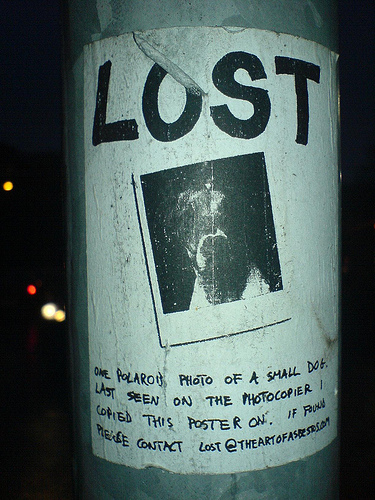 LOST
ONE POLAROID PHOTO OF A SMALL DOG.
LAST SEEN ON THE PHOTOCOPIER I
COPIED THIS POSTER ON. IF FOUND
PLEASE CONTACT LOST@THEARTOFASBESTOS.COM